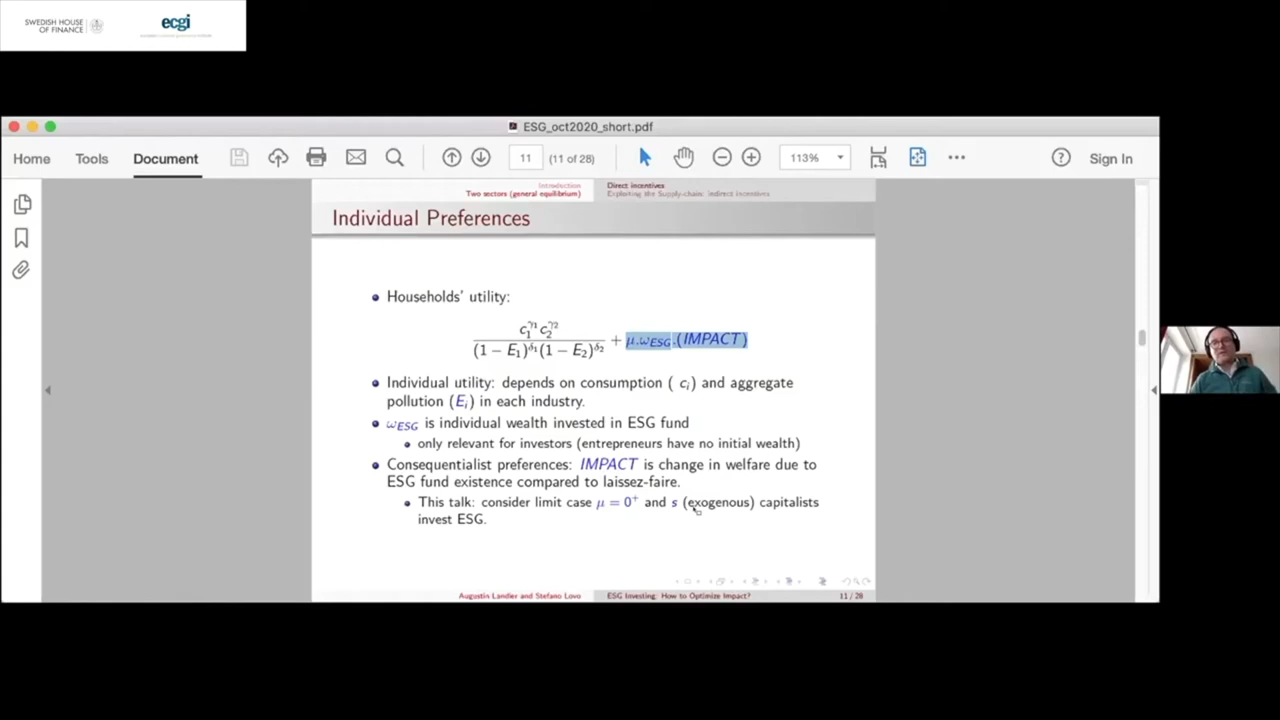 SWEDISH HOUSE
OF FINANCE
ecgi
ESG_oct2020_short.pdf
Home Tools Document 11 (11 of 28) 113% Sign In
Introduction Direct incentives
Two sectors (general equilibrium) Exploiting the Supply-chain: Indirect incentives
Individual Preferences
Households' utility:
c₁^γ₁ c₂^γ₂ / (1 − E₁)^δ₁(1 − E₂)^δ₂ + μ.ω_ESG.(IMPACT)
Individual utility: depends on consumption ( cᵢ) and aggregate
pollution (Eᵢ) in each industry.
ω_ESG is individual wealth invested in ESG fund
only relevant for investors (entrepreneurs have no initial wealth)
Consequentialist preferences: IMPACT is change in welfare due to
ESG fund existence compared to laissez-faire.
This talk: consider limit case μ = 0⁺ and s (exogenous) capitalists
invest ESG.
Augustin Landier and Stefano Lovo ESG Investing: How to Optimize Impact? 11 / 28